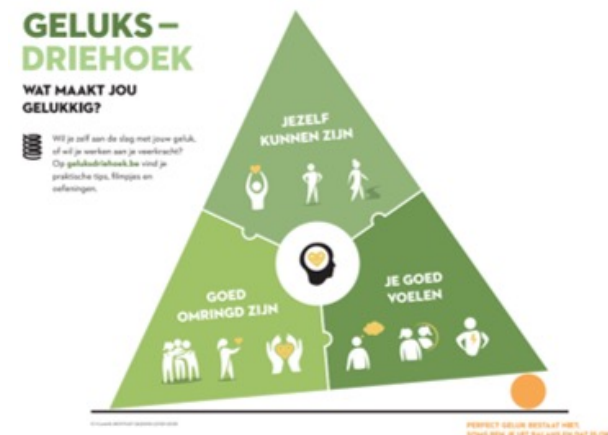 GELUKS–
DRIEHOEK
WAT MAAKT JOU
GELUKKIG?
Wil je zelf aan de slag met jouw geluk,
of wil je werken aan je veerkracht?
Op geluksdriehoek.be vind je
praktische tips, filmpjes en
oefeningen.
JEZELF
KUNNEN ZIJN
GOED
OMRINGD ZIJN
JE GOED
VOELEN
PERFECT GELUK BESTAAT NIET.